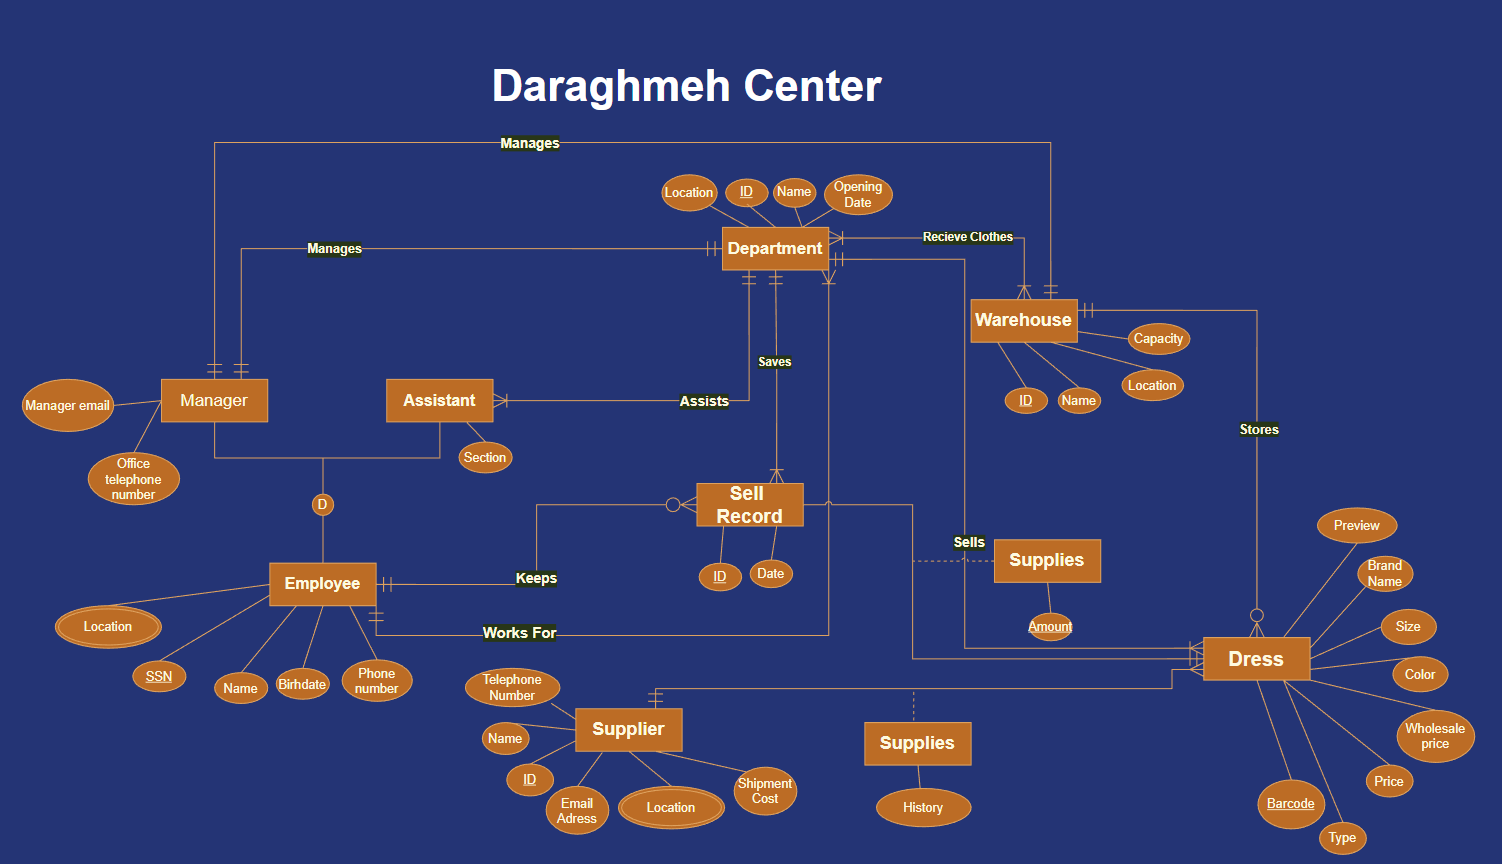 Daraghmeh Center
Manages
Location
ID
Name
Opening
Date
Manages
Department
Recieve Clothes
Warehouse
Capacity
Location
ID
Name
Saves
Manager email
Manager
Assistant
Assists
Office
telephone
number
Section
Stores
D
Sell
Record
Preview
Sells
Supplies
Employee
Keeps
ID
Date
Brand
Name
Location
Works For
Amount
Size
SSN
Name
Birhdate
Phone
number
Dress
Color
Telephone
Number
Supplier
Supplies
Wholesale
price
Name
ID
Email
Adress
Location
Shipment
Cost
History
Barcode
Price
Type